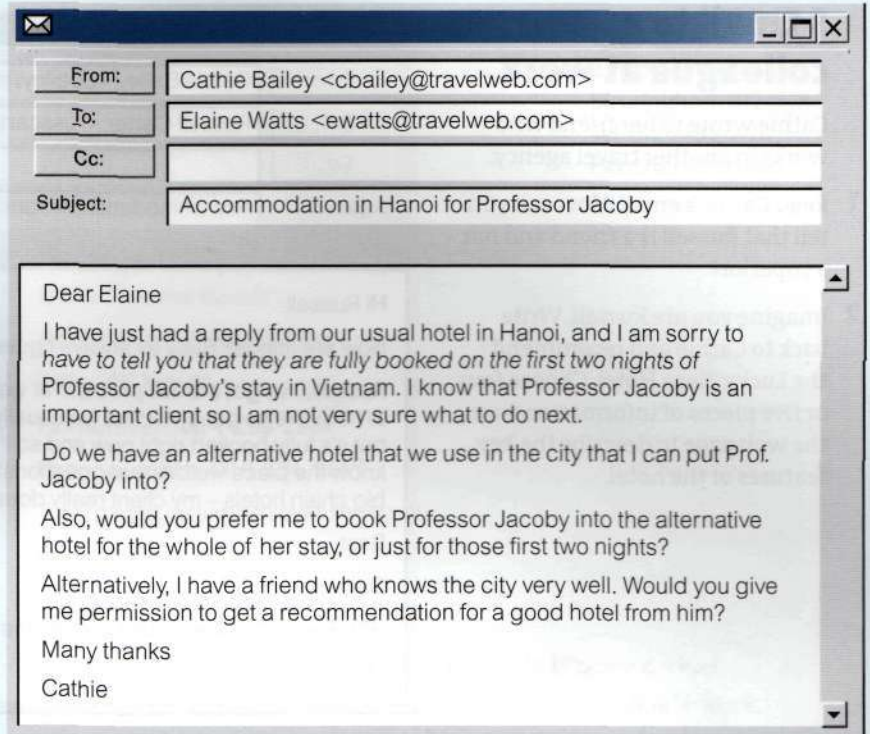 From:
Cathie Bailey <cbailey@travelweb.com>
To:
Elaine Watts <ewatts@travelweb.com>
Cc:
Subject:
Accommodation in Hanoi for Professor Jacoby
Dear Elaine
I have just had a reply from our usual hotel in Hanoi, and I am sorry to
have to tell you that they are fully booked on the first two nights of
Professor Jacoby's stay in Vietnam. I know that Professor Jacoby is an
important client so I am not very sure what to do next.
Do we have an alternative hotel that we use in the city that I can put Prof.
Jacoby into?
Also, would you prefer me to book Professor Jacoby into the alternative
hotel for the whole of her stay, or just for those first two nights?
Alternatively, I have a friend who knows the city very well. Would you give
me permission to get a recommendation for a good hotel from him?
Many thanks
Cathie